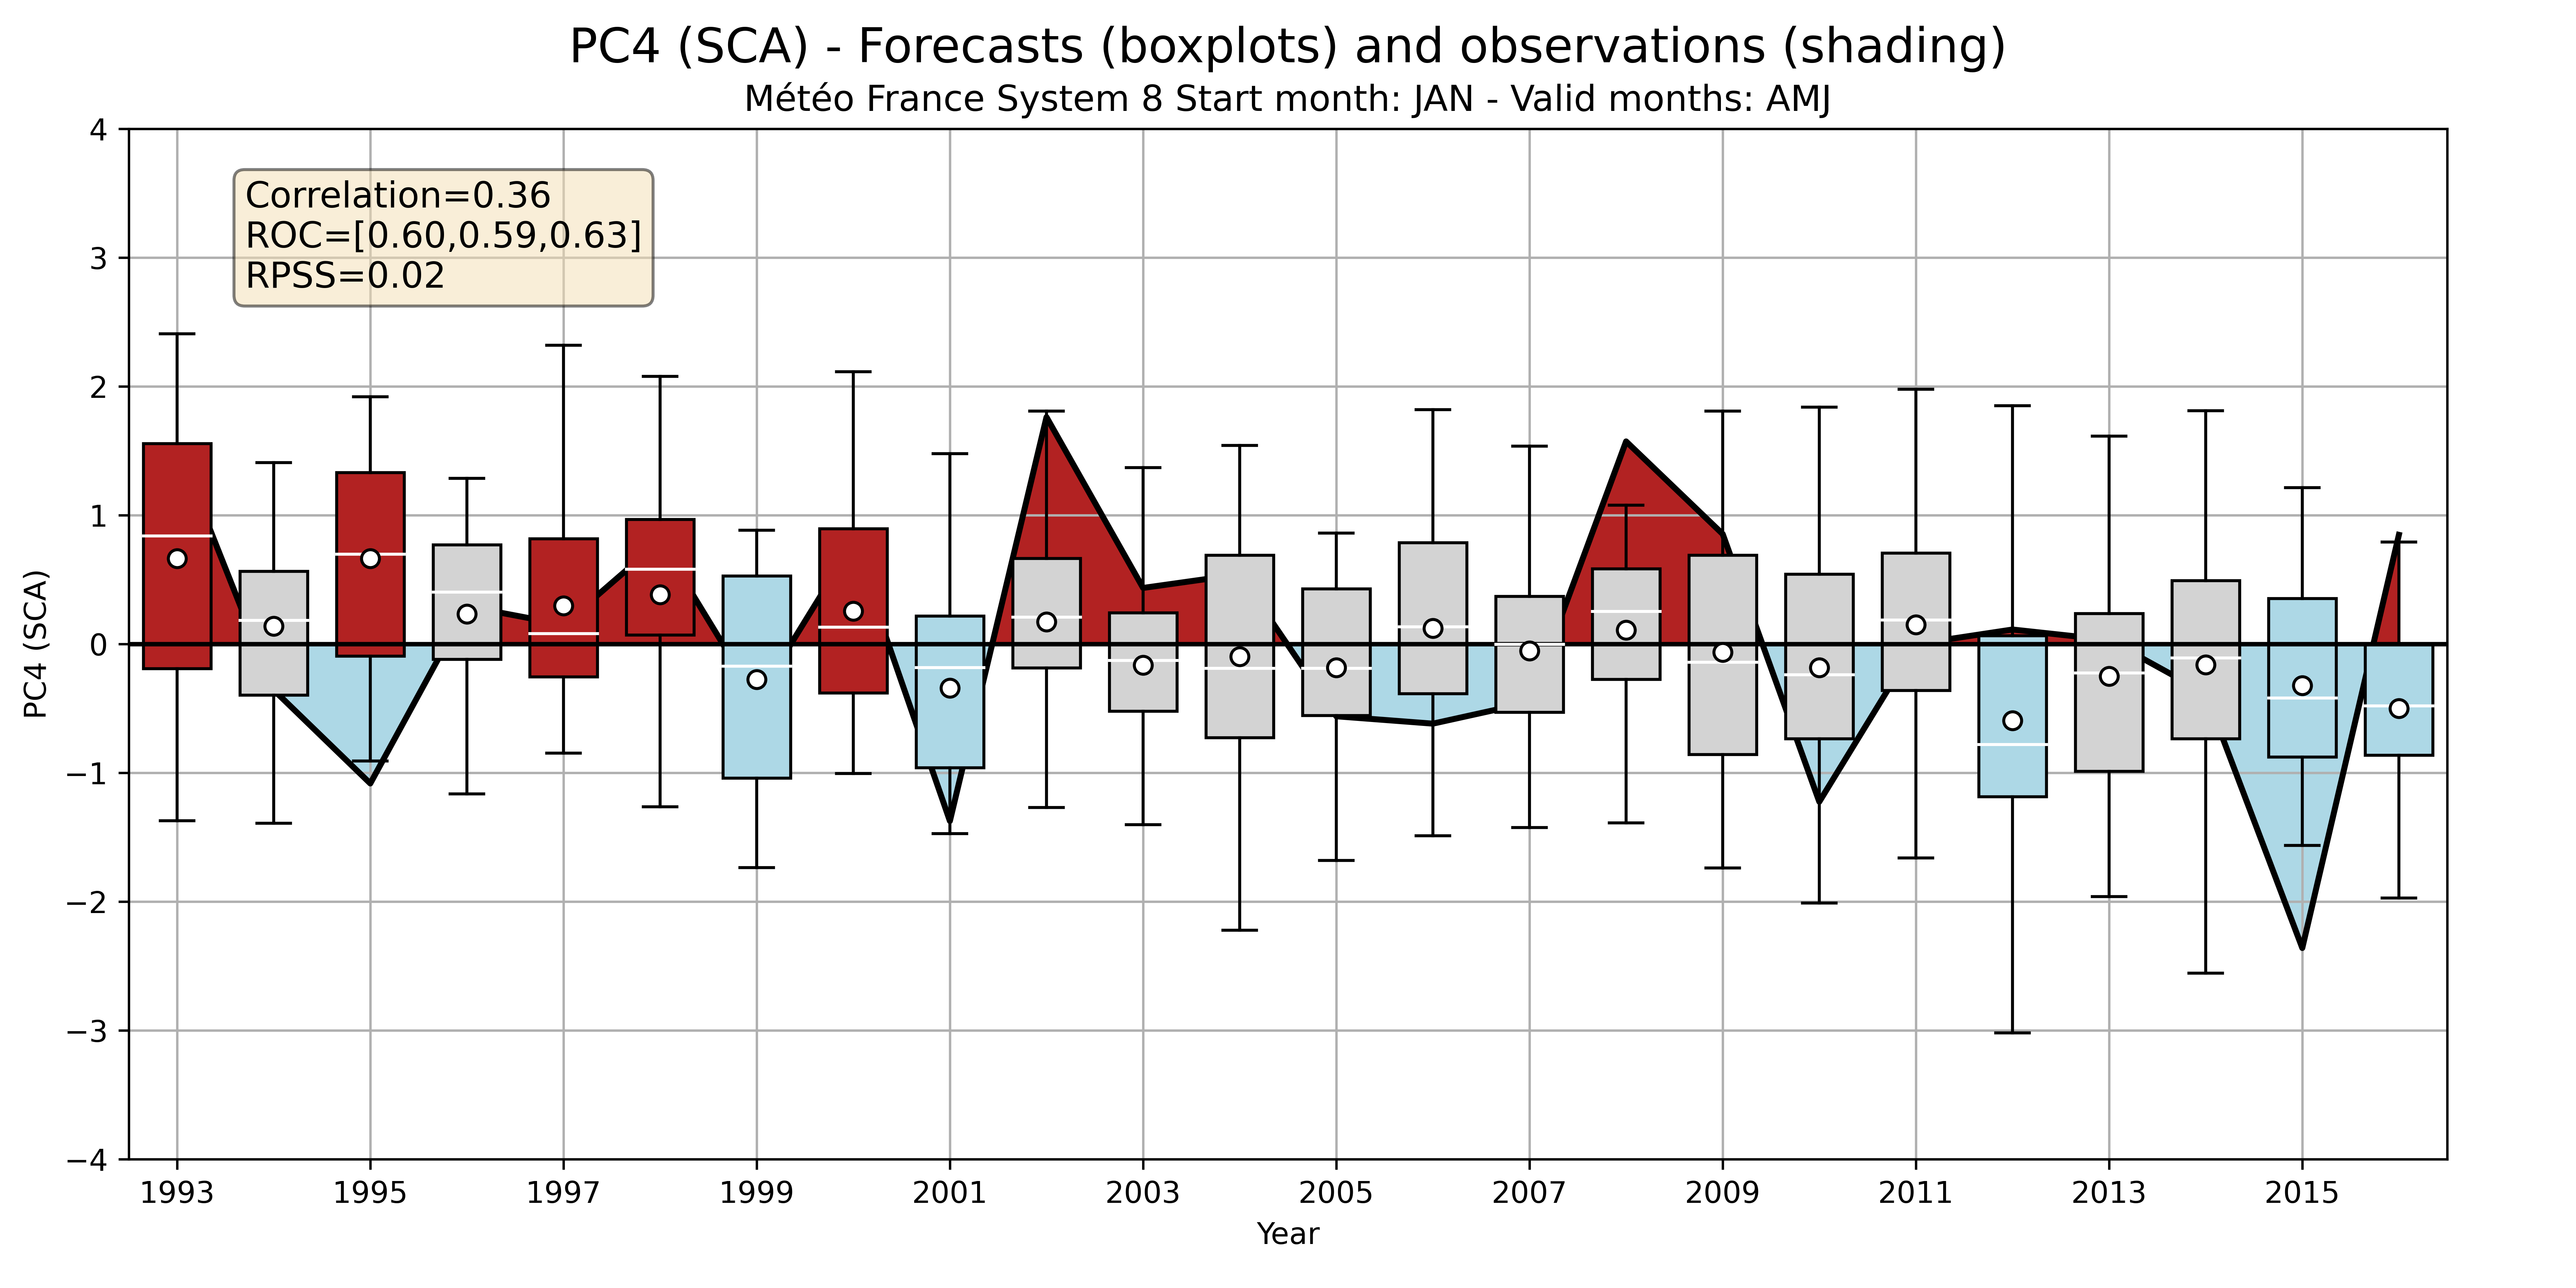 PC4 (SCA) - Forecasts (boxplots) and observations (shading)
Météo France System 8 Start month: JAN - Valid months: AMJ
Correlation=0.36
ROC=[0.60,0.59,0.63]
RPSS=0.02
PC4 (SCA)
4
3
2
1
0
−1
−2
−3
−4
1993 1995 1997 1999 2001 2003 2005 2007 2009 2011 2013 2015
Year